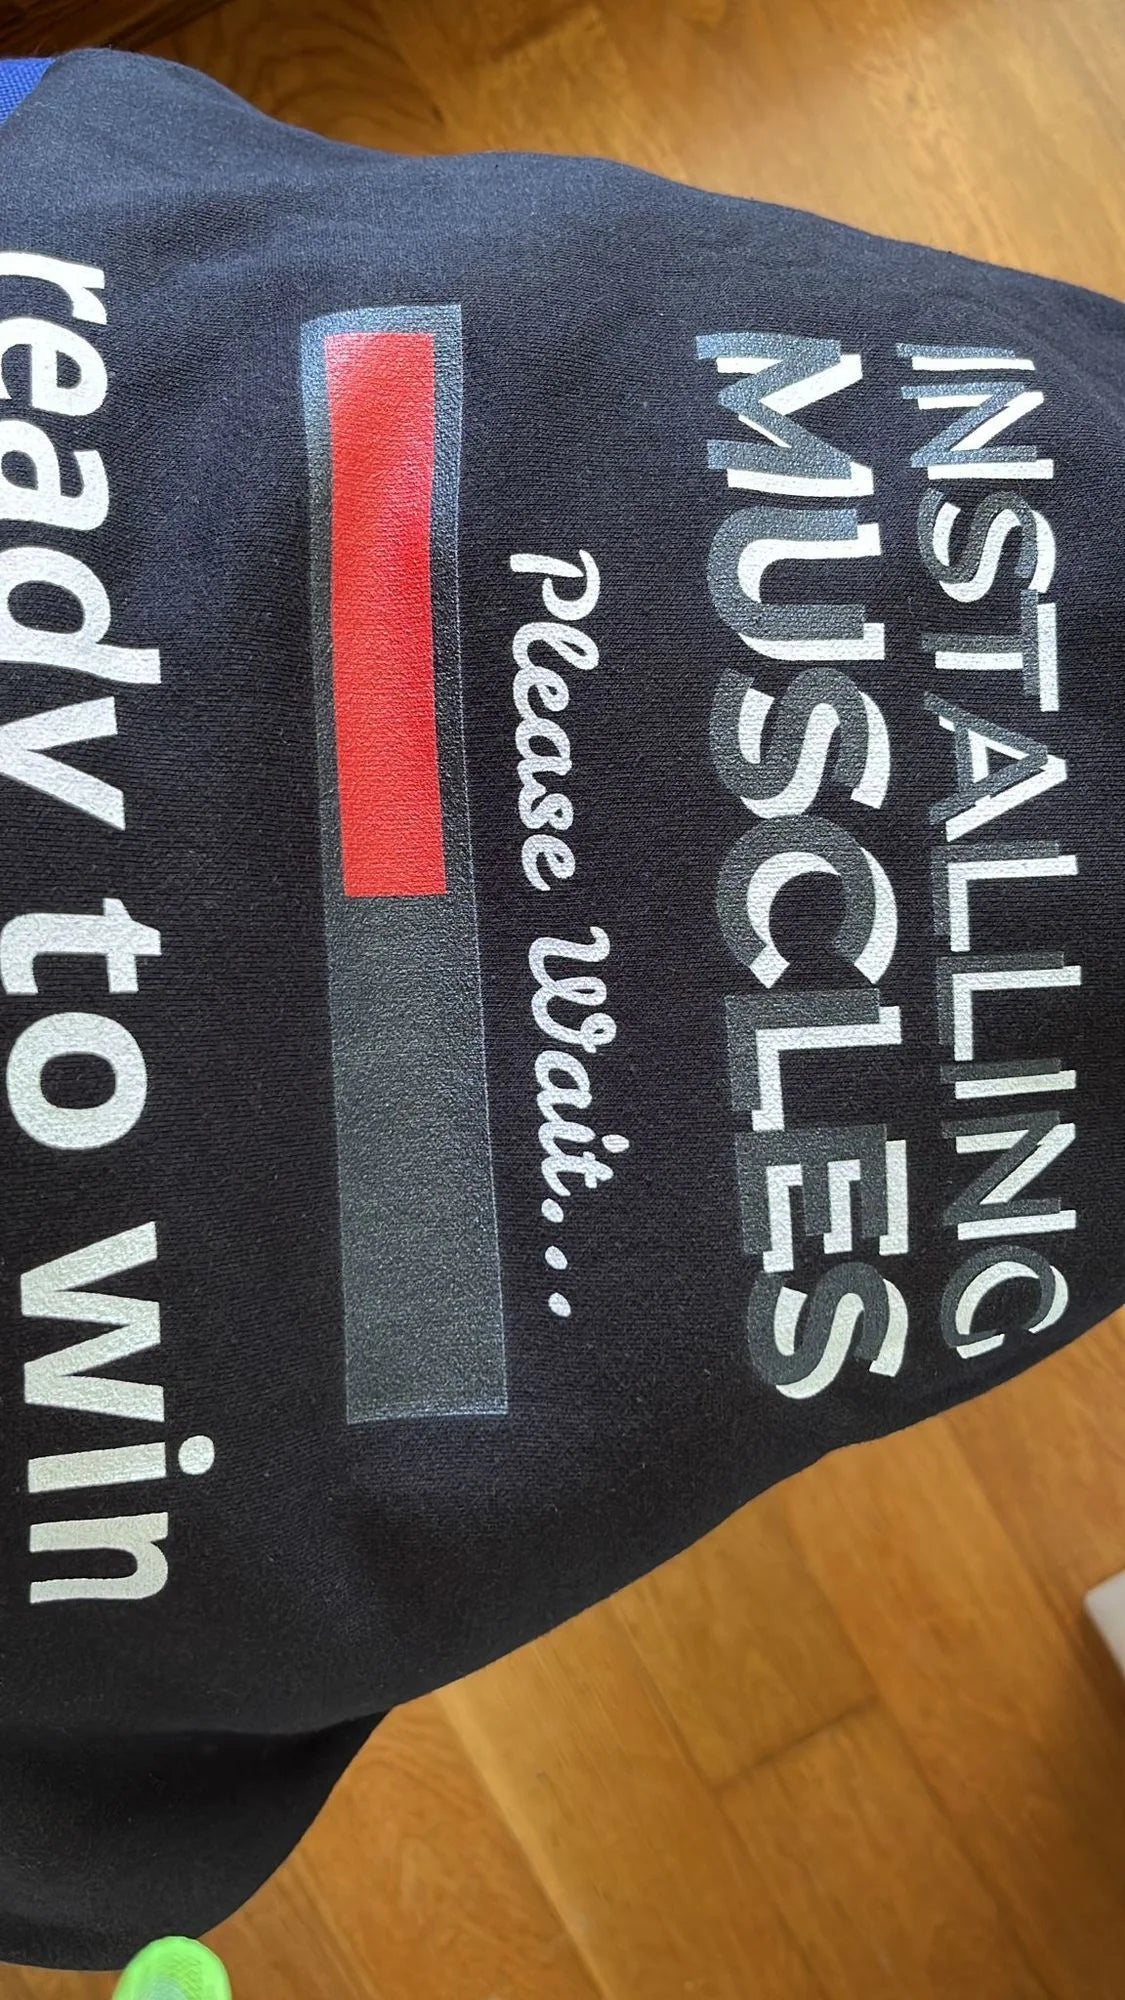 INSTALLING
MUSCLES
Please Wait...
ready to win